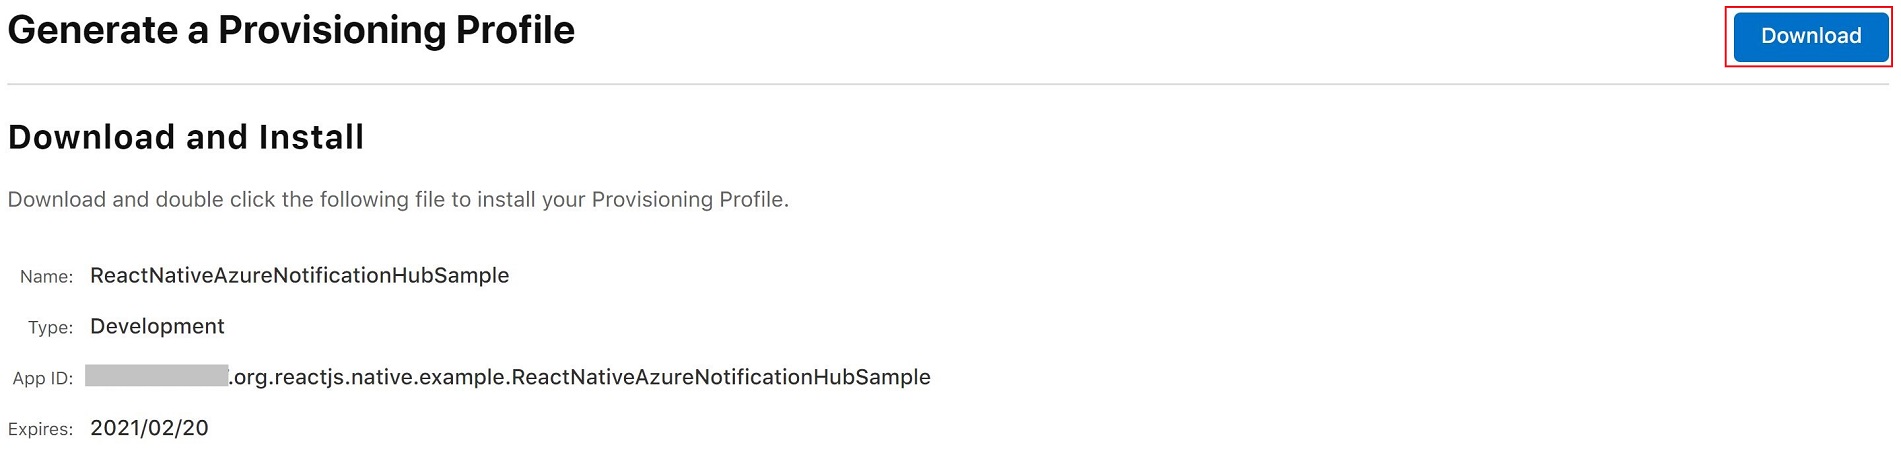 Generate a Provisioning Profile
Download
Download and Install
Download and double click the following file to install your Provisioning Profile.
Name: ReactNativeAzureNotificationHubSample
Type: Development
App ID: .org.reactjs.native.example.ReactNativeAzureNotificationHubSample
Expires: 2021/02/20